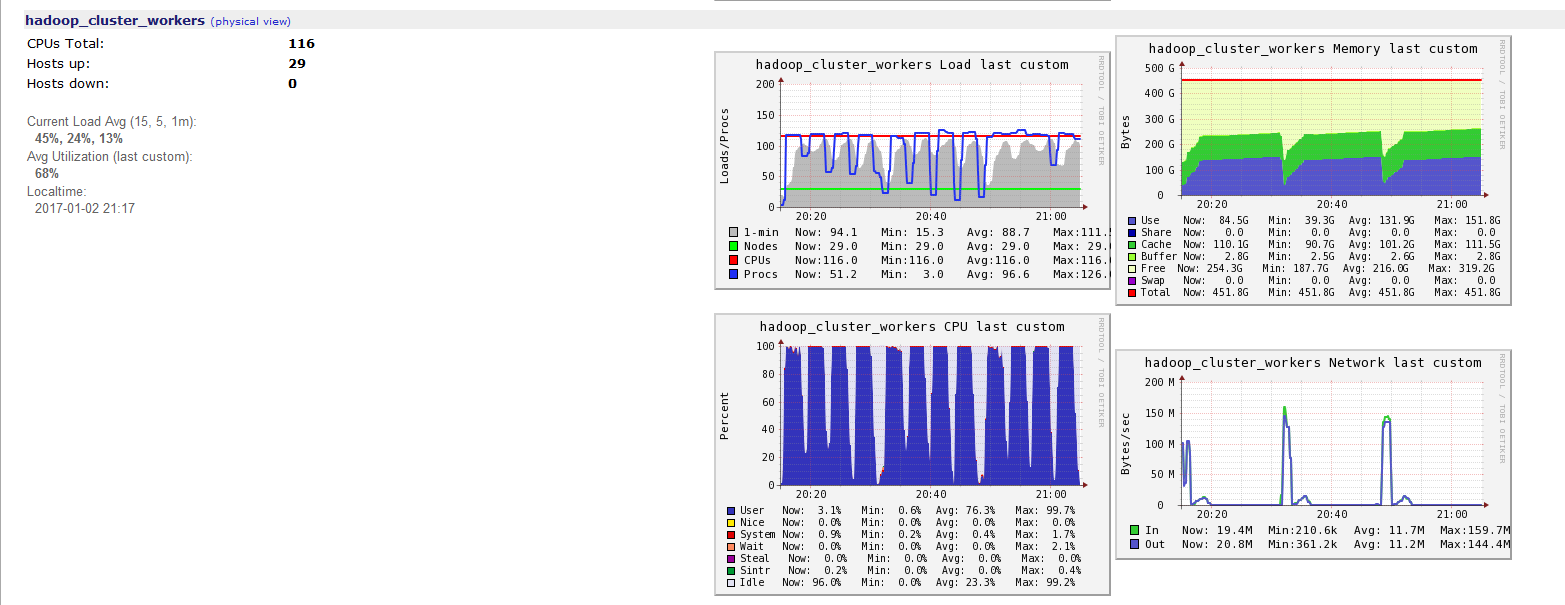 hadoop_cluster_workers (physical view)
CPUs Total: 116
Hosts up: 29
Hosts down: 0
Current Load Avg (15, 5, 1m):
45%, 24%, 13%
Avg Utilization (last custom):
68%
Localtime:
2017-01-02 21:17
hadoop_cluster_workers Load last custom
RRDTOOL / TOBI OETIKER
Loads/Procs
200
150
100
50
0
20:20 20:40 21:00
1-min Now: 94.1 Min: 15.3 Avg: 88.7 Max:111.5
Nodes Now: 29.0 Min: 29.0 Avg: 29.0 Max: 29.
CPUs Now:116.0 Min:116.0 Avg:116.0 Max:116.
Procs Now: 51.2 Min: 3.0 Avg: 96.6 Max:126.
hadoop_cluster_workers Memory last custom
RRDTOOL / TOBI OETIKER
Bytes
500 G
400 G
300 G
200 G
100 G
0
20:20 20:40 21:00
Use Now: 84.5G Min: 39.3G Avg: 131.9G Max: 151.8G
Share Now: 0.0 Min: 0.0 Avg: 0.0 Max: 0.0
Cache Now: 110.1G Min: 90.7G Avg: 101.2G Max: 111.5G
Buffer Now: 2.8G Min: 2.5G Avg: 2.6G Max: 2.8G
Free Now: 254.3G Min: 187.7G Avg: 216.0G Max: 319.2G
Swap Now: 0.0 Min: 0.0 Avg: 0.0 Max: 0.0
Total Now: 451.8G Min: 451.8G Avg: 451.8G Max: 451.8G
hadoop_cluster_workers CPU last custom
RRDTOOL / TOBI OETIKER
Percent
100
80
60
40
20
0
20:20 20:40 21:00
User Now: 3.1% Min: 0.6% Avg: 76.3% Max: 99.7%
Nice Now: 0.0% Min: 0.0% Avg: 0.0% Max: 0.0%
System Now: 0.9% Min: 0.2% Avg: 0.4% Max: 1.7%
Wait Now: 0.0% Min: 0.0% Avg: 0.0% Max: 2.1%
Steal Now: 0.0% Min: 0.0% Avg: 0.0% Max: 0.0%
Sintr Now: 0.2% Min: 0.0% Avg: 0.0% Max: 0.4%
Idle Now: 96.0% Min: 0.0% Avg: 23.3% Max: 99.2%
hadoop_cluster_workers Network last custom
RRDTOOL / TOBI OETIKER
Bytes/sec
200 M
150 M
100 M
50 M
0
20:20 20:40 21:00
In Now: 19.4M Min:210.6k Avg: 11.7M Max:159.7M
Out Now: 20.8M Min:361.2k Avg: 11.2M Max:144.4M